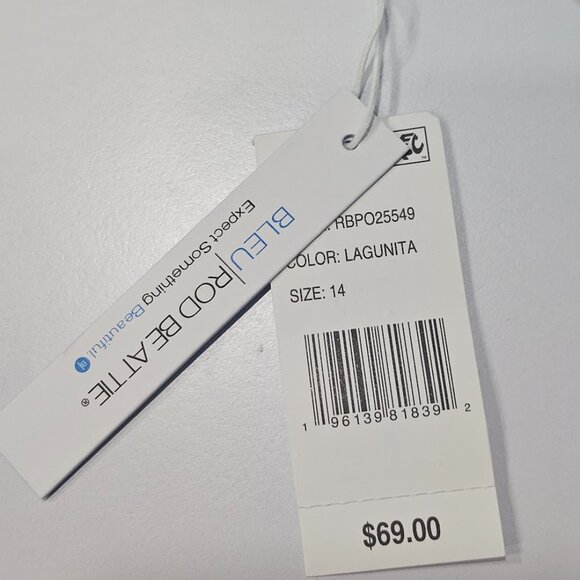 BLEU|ROD BEATTIE®
Expect Something Beautiful.
: RBPO25549
COLOR: LAGUNITA
SIZE: 14
1 96139 81839 2
$69.00